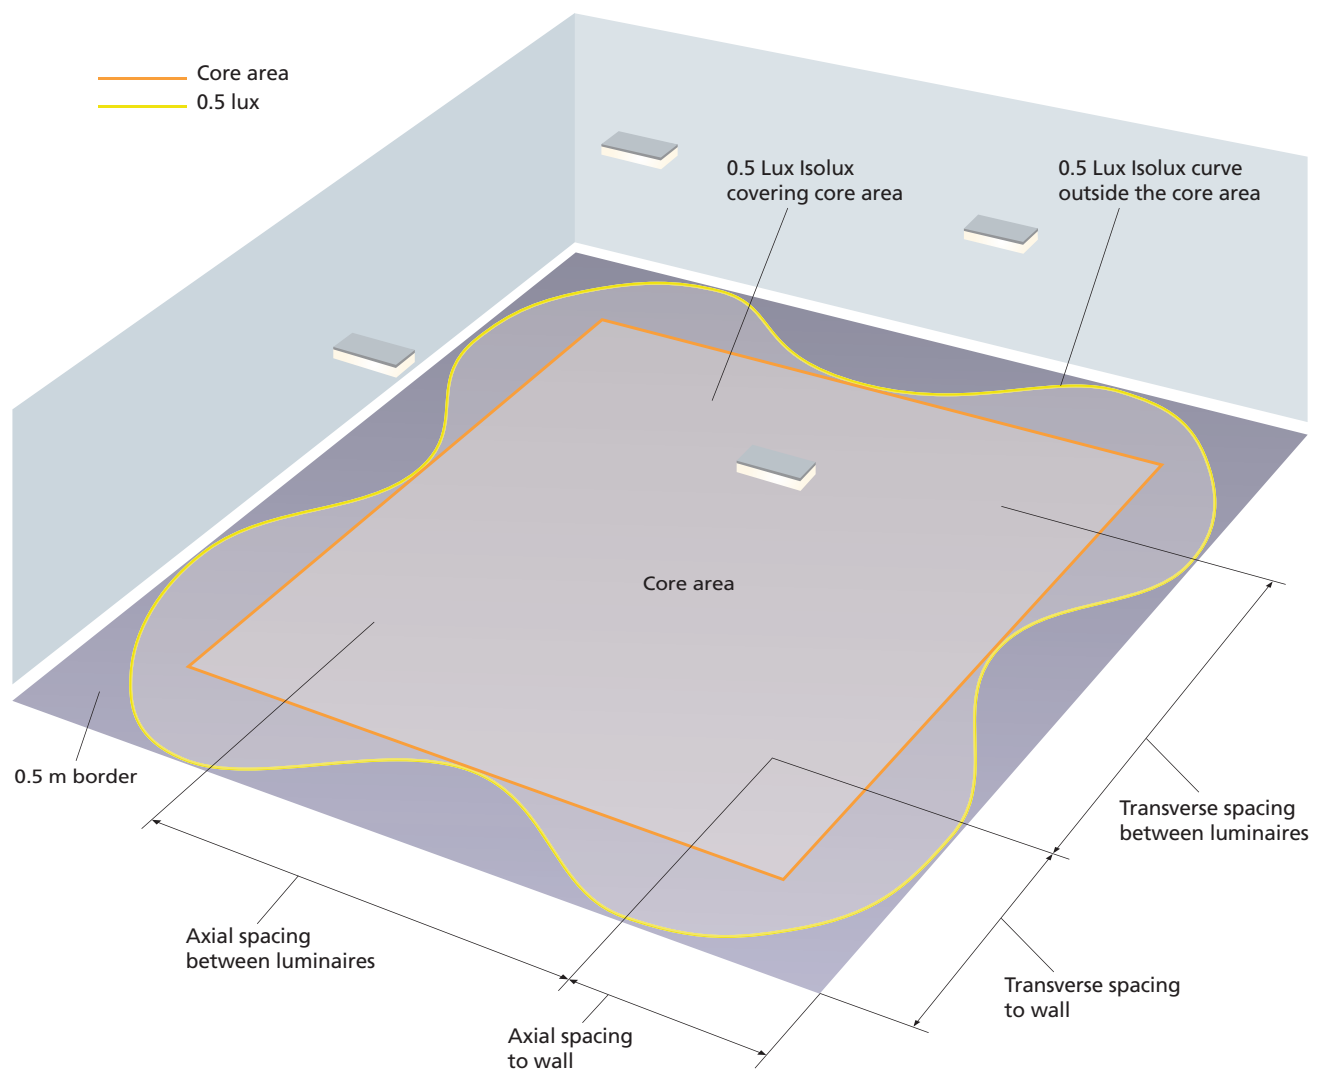 Core area
0.5 lux
0.5 Lux Isolux
covering core area
0.5 Lux Isolux curve
outside the core area
Core area
0.5 m border
Transverse spacing
between luminaires
Axial spacing
between luminaires
Transverse spacing
to wall
Axial spacing
to wall